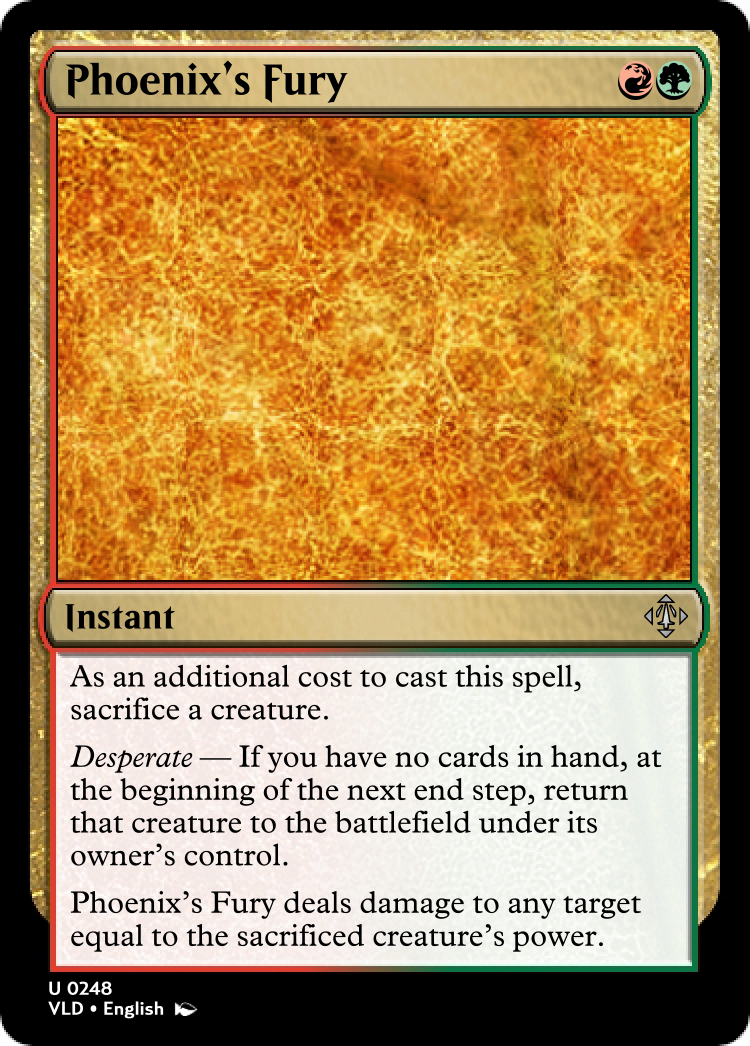 Phoenix's Fury
Instant
As an additional cost to cast this spell,
sacrifice a creature.
Desperate — If you have no cards in hand, at
the beginning of the next end step, return
that creature to the battlefield under its
owner's control.
Phoenix's Fury deals damage to any target
equal to the sacrificed creature's power.
U 0248
VLD • English